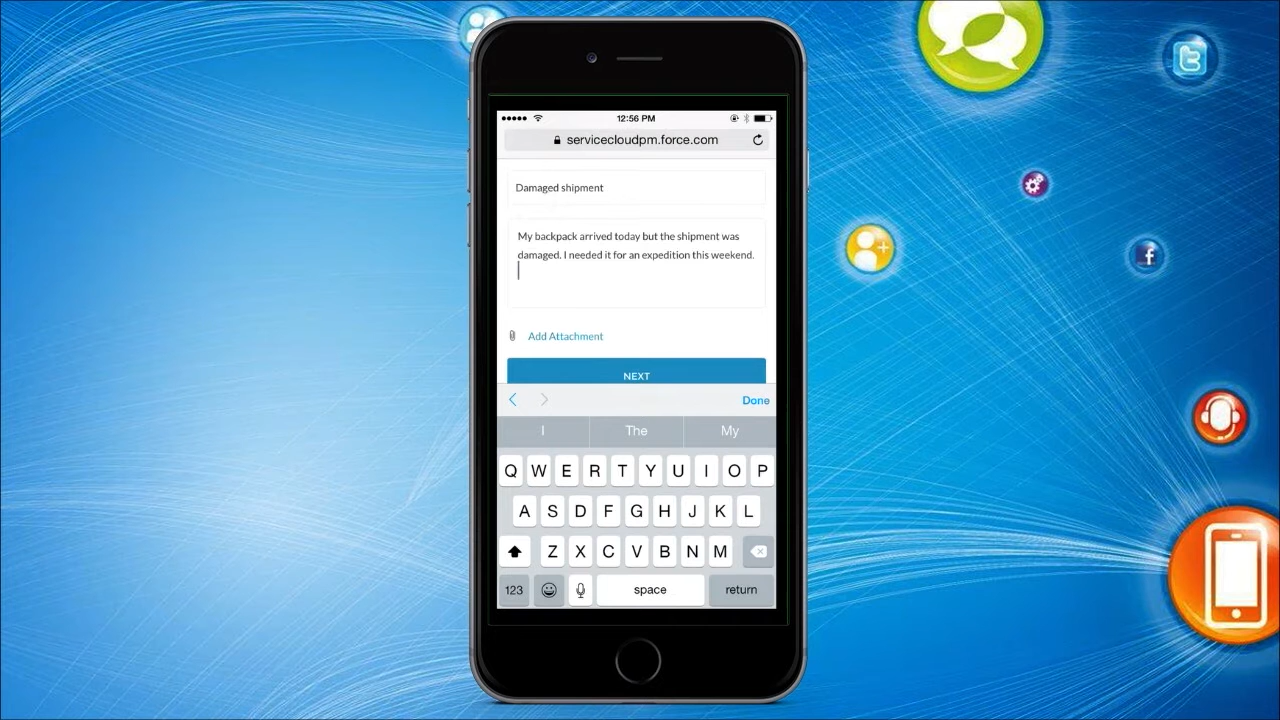 12:56 PM
servicecloudpm.force.com
Damaged shipment
My backpack arrived today but the shipment was
damaged. I needed it for an expedition this weekend.
Add Attachment
NEXT
Done
I The My
Q W E R T Y U I O P
A S D F G H J K L
Z X C V B N M
123 space return